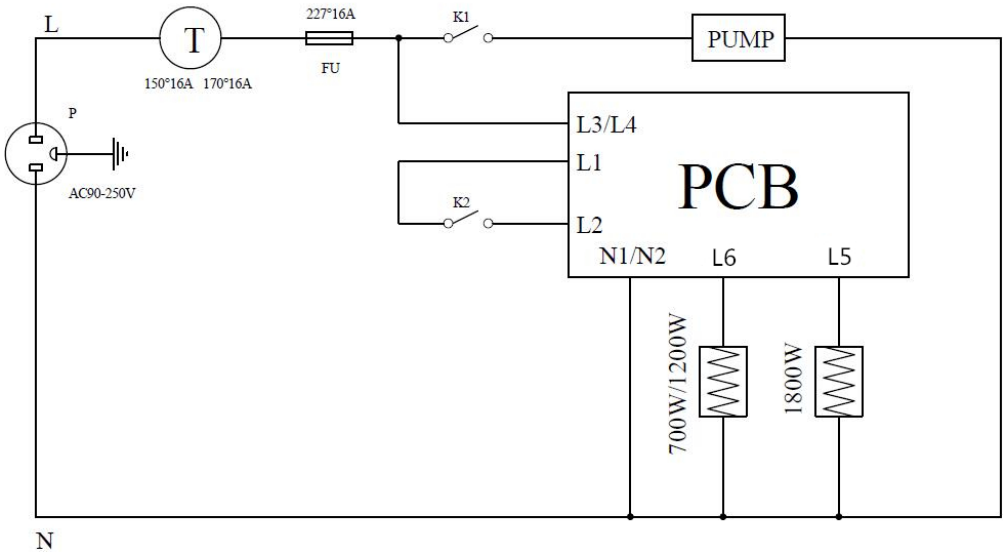 L
T
150°16A 170°16A
227°16A
FU
K1
PUMP
P
AC90-250V
L3/L4
L1
K2
L2
PCB
N1/N2 L6 L5
700W/1200W
1800W
N